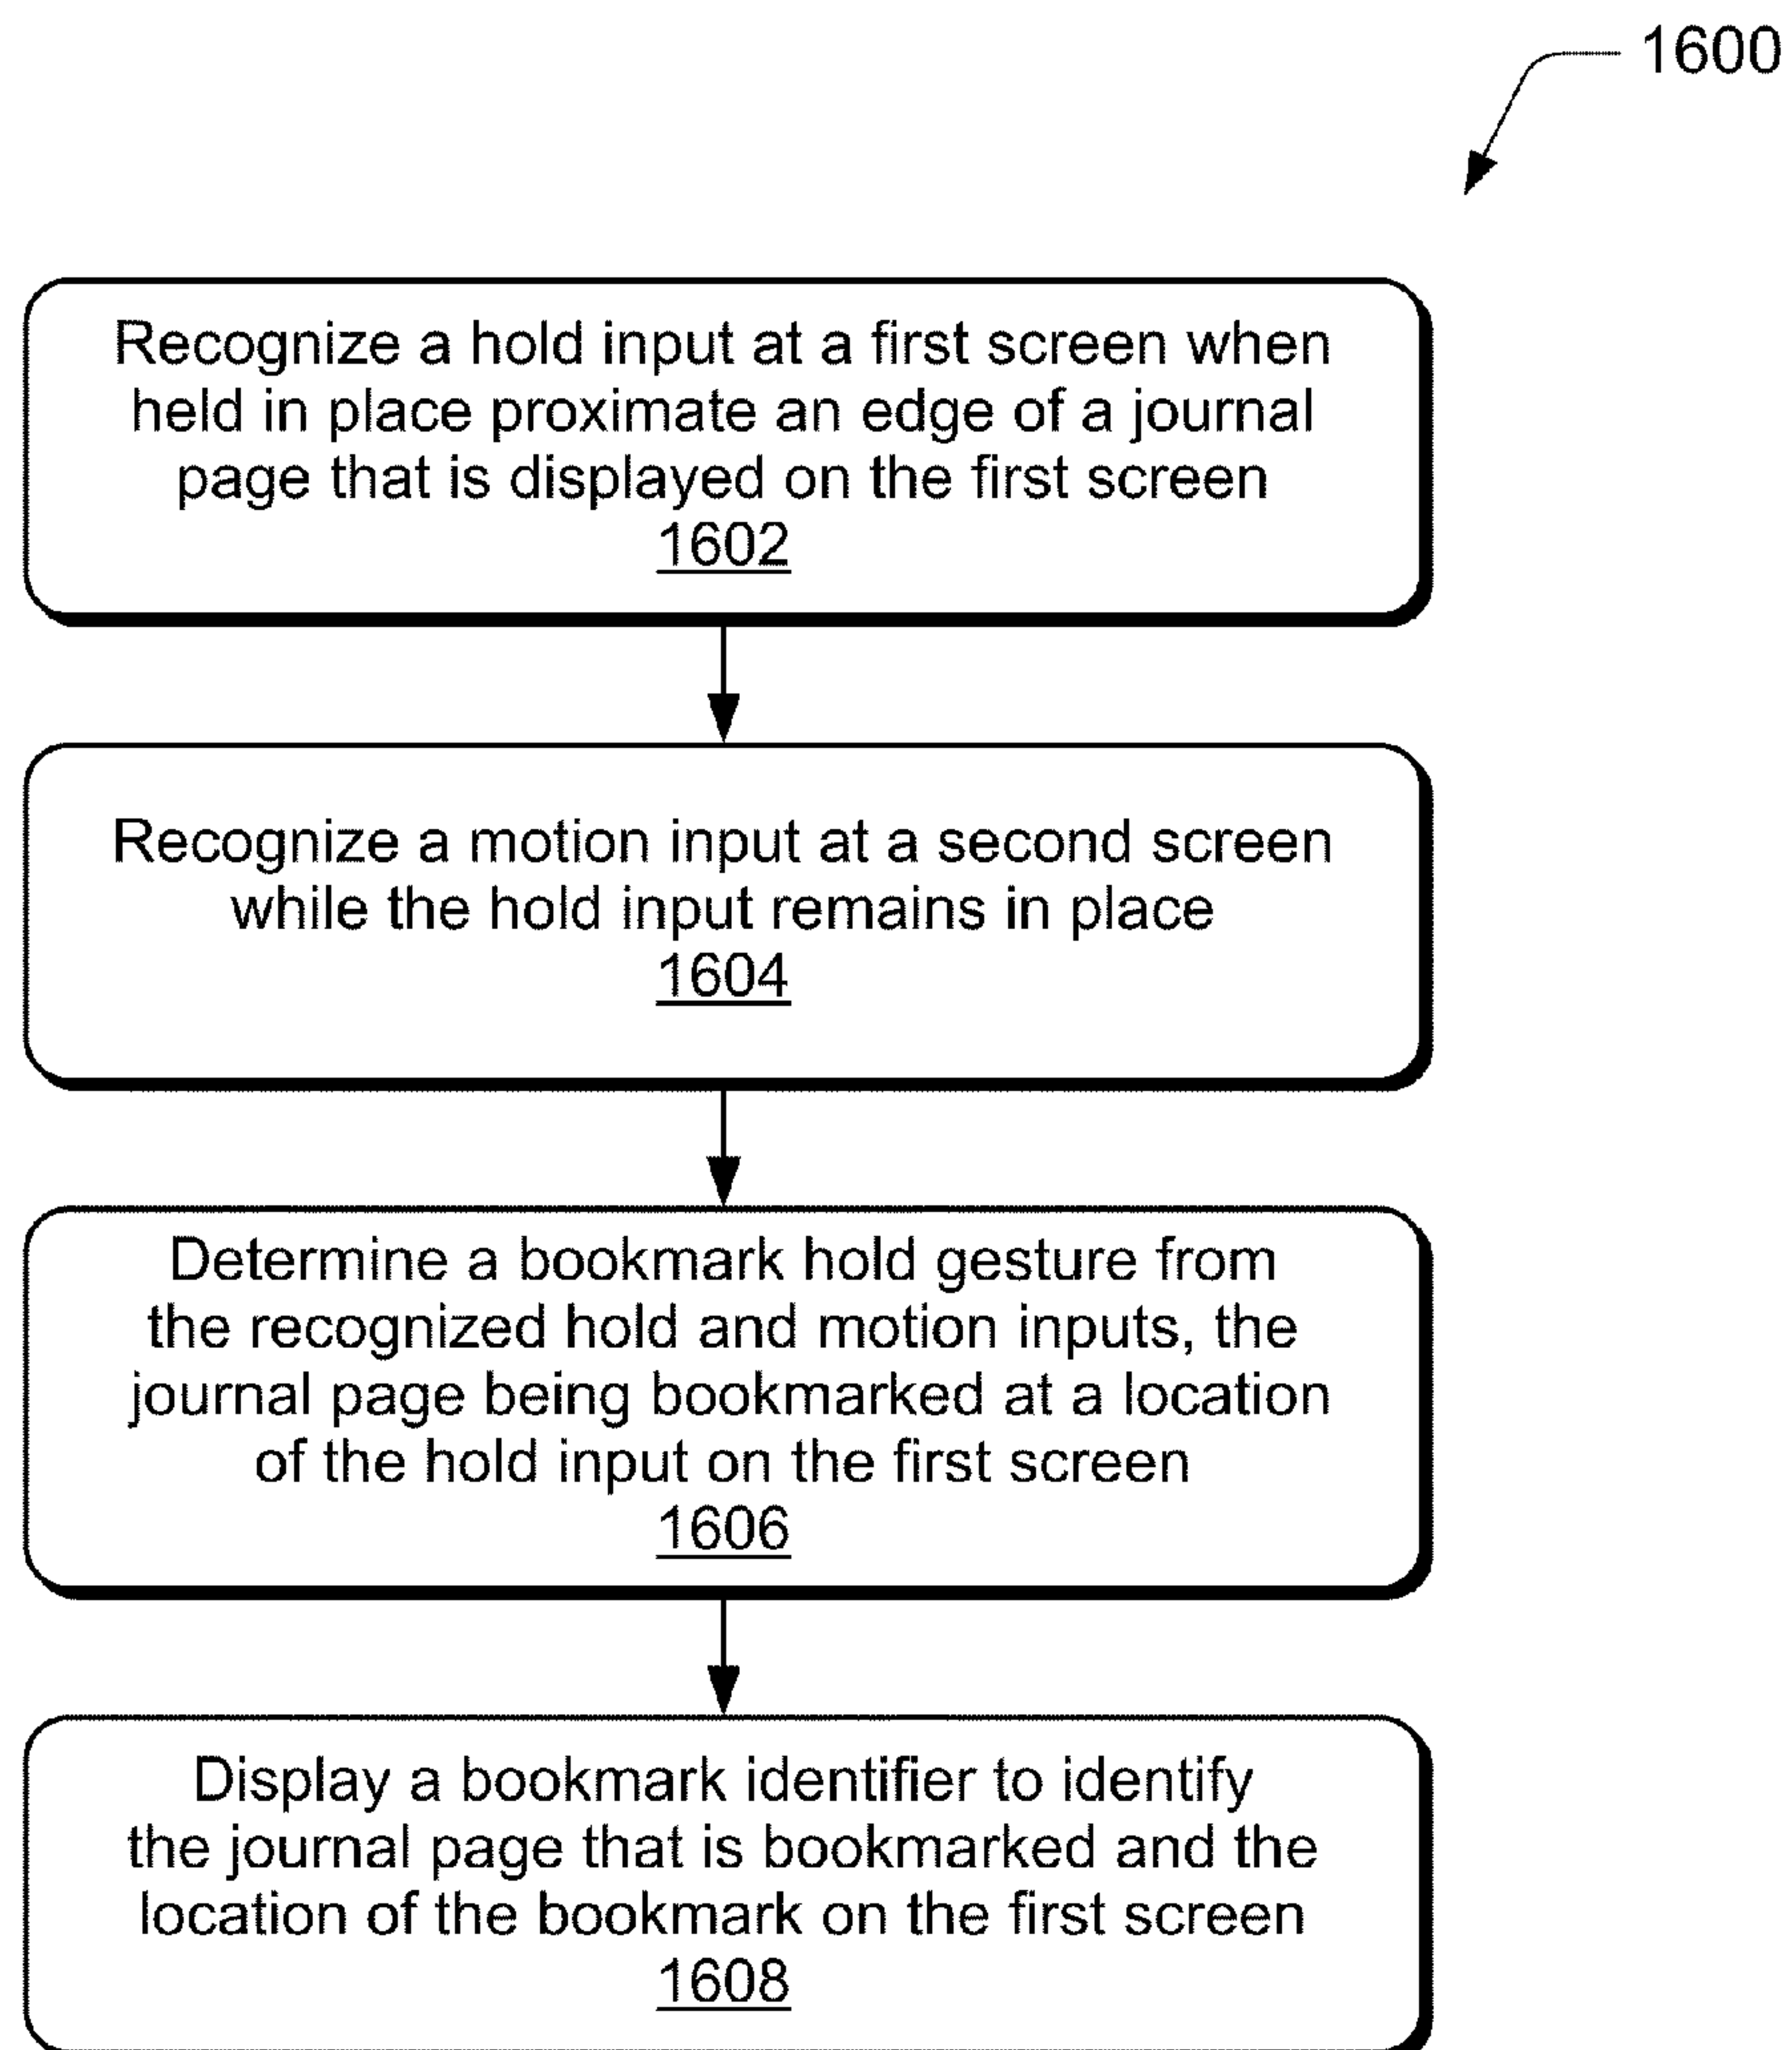 1600
Recognize a hold input at a first screen when
held in place proximate an edge of a journal
page that is displayed on the first screen
1602
Recognize a motion input at a second screen
while the hold input remains in place
1604
Determine a bookmark hold gesture from
the recognized hold and motion inputs, the
journal page being bookmarked at a location
of the hold input on the first screen
1606
Display a bookmark identifier to identify
the journal page that is bookmarked and the
location of the bookmark on the first screen
1608